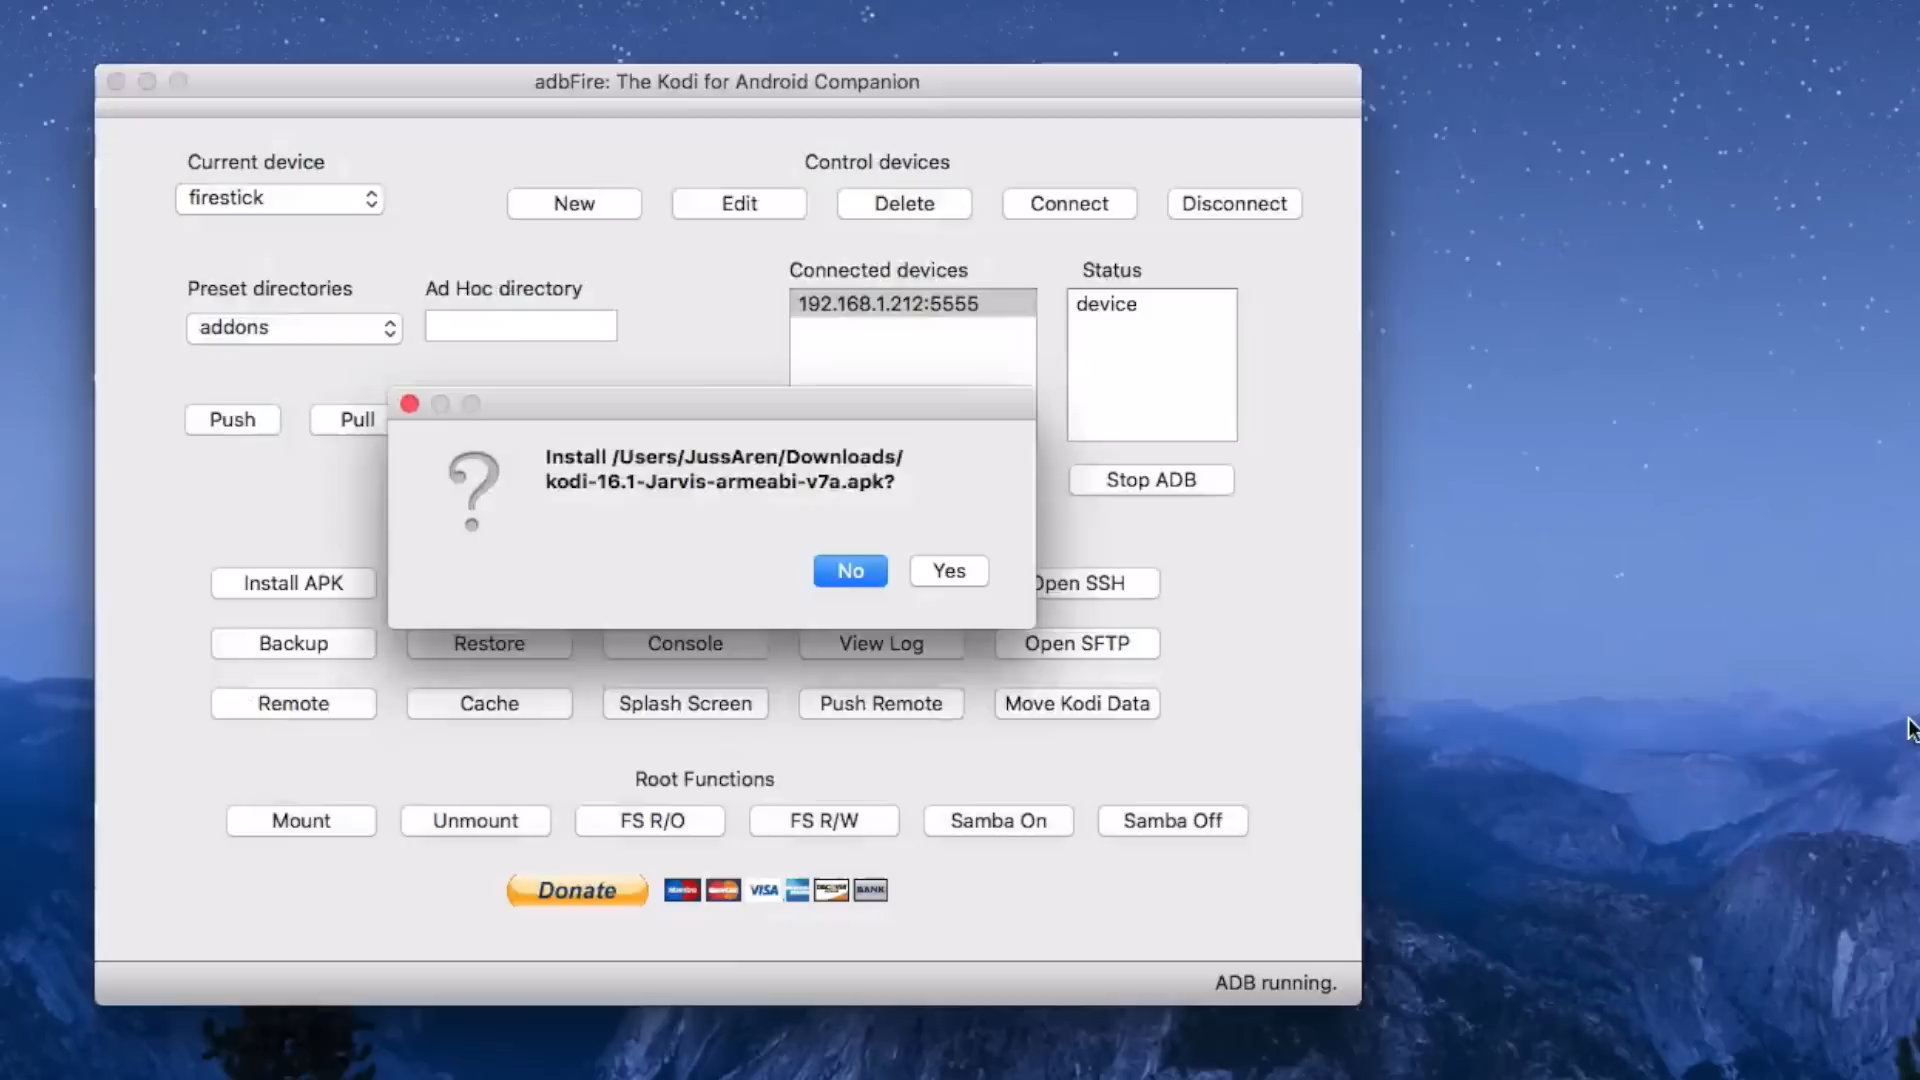 adbFire: The Kodi for Android Companion
Current device
Control devices
firestick
New
Edit
Delete
Connect
Disconnect
Connected devices
Status
Preset directories
Ad Hoc directory
192.168.1.212:5555
device
addons
Push
Pull
Install /Users/JussAren/Downloads/
kodi-16.1-Jarvis-armeabi-v7a.apk?
Stop ADB
No
Yes
Install APK
Open SSH
Backup
Restore
Console
View Log
Open SFTP
Remote
Cache
Splash Screen
Push Remote
Move Kodi Data
Root Functions
Mount
Unmount
FS R/O
FS R/W
Samba On
Samba Off
Donate
VISA
BANK
ADB running.